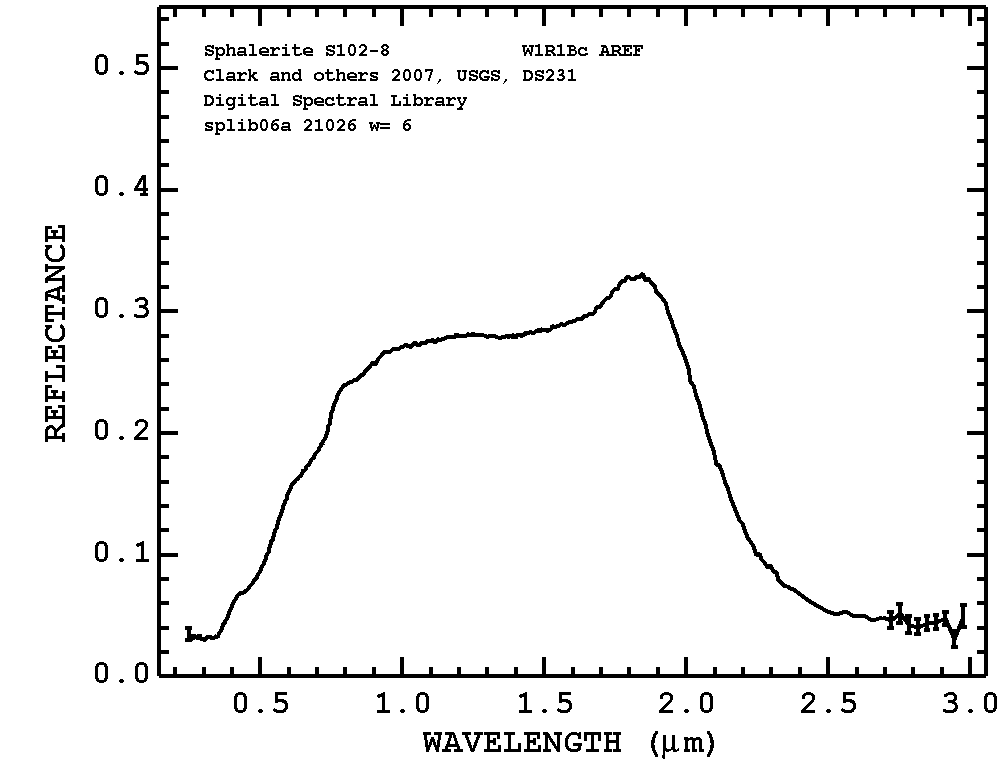 Sphalerite S102-8 W1R1Bc AREF
Clark and others 2007, USGS, DS231
Digital Spectral Library
splib06a 21026 w= 6
REFLECTANCE
0.5
0.4
0.3
0.2
0.1
0.0
0.5 1.0 1.5 2.0 2.5 3.0
WAVELENGTH (μm)